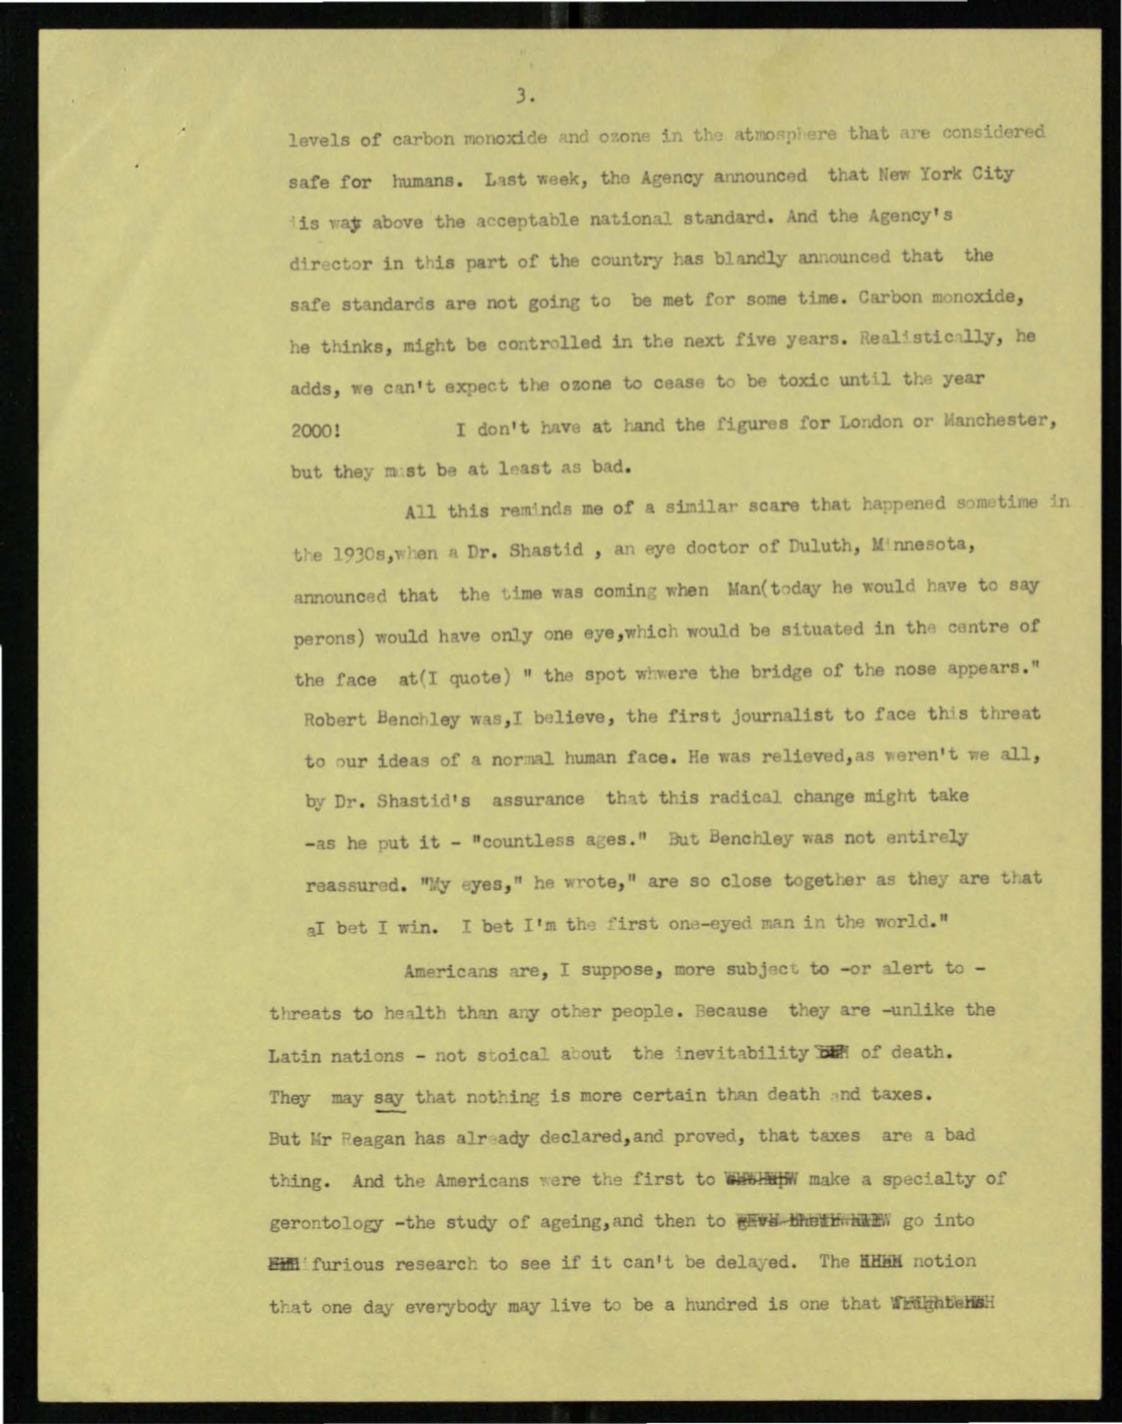 3.
levels of carbon monoxide and ozone in the atmosphere that are considered
safe for humans. Last week, the Agency announced that New York City
is way above the acceptable national standard. And the Agency's
director in this part of the country has blandly announced that the
safe standards are not going to be met for some time. Carbon monoxide,
he thinks, might be controlled in the next five years. Realistically, he
adds, we can't expect the ozone to cease to be toxic until the year
2000! I don't have at hand the figures for London or Manchester,
but they must be at least as bad.
All this reminds me of a similar scare that happened sometime in
the 1930s,when a Dr. Shastid , an eye doctor of Duluth, Minnesota,
announced that the time was coming when Man(today he would have to say
perons) would have only one eye,which would be situated in the centre of
the face at(I quote) " the spot whwere the bridge of the nose appears."
Robert Benchley was,I believe, the first journalist to face this threat
to our ideas of a normal human face. He was relieved,as weren't we all,
by Dr. Shastid's assurance that this radical change might take
-as he put it - "countless ages." But Benchley was not entirely
reassured. "My eyes," he wrote," are so close together as they are that
aI bet I win. I bet I'm the first one-eyed man in the world."
Americans are, I suppose, more subject to -or alert to -
threats to health than any other people. Because they are -unlike the
Latin nations - not stoical about the inevitability of death.
They may say that nothing is more certain than death and taxes.
But Mr Reagan has already declared,and proved, that taxes are a bad
thing. And the Americans were the first to make a specialty of
gerontology -the study of ageing,and then to go into
furious research to see if it can't be delayed. The notion
that one day everybody may live to be a hundred is one that